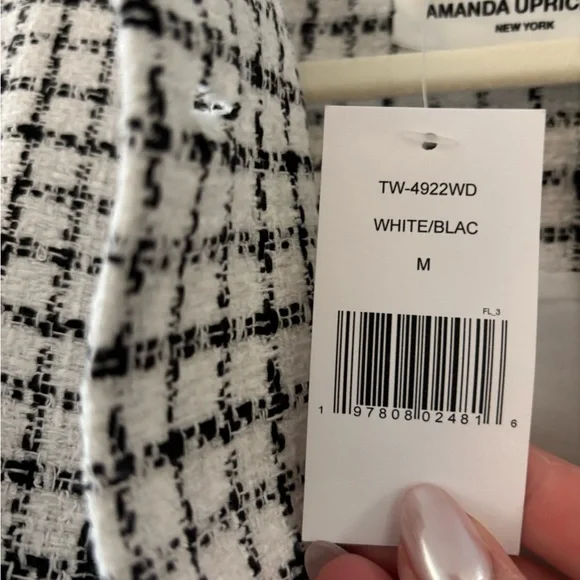 AMANDA UPRIC
NEW YORK
TW-4922WD
WHITE/BLAC
M
FL_3
1 97808 02481 6